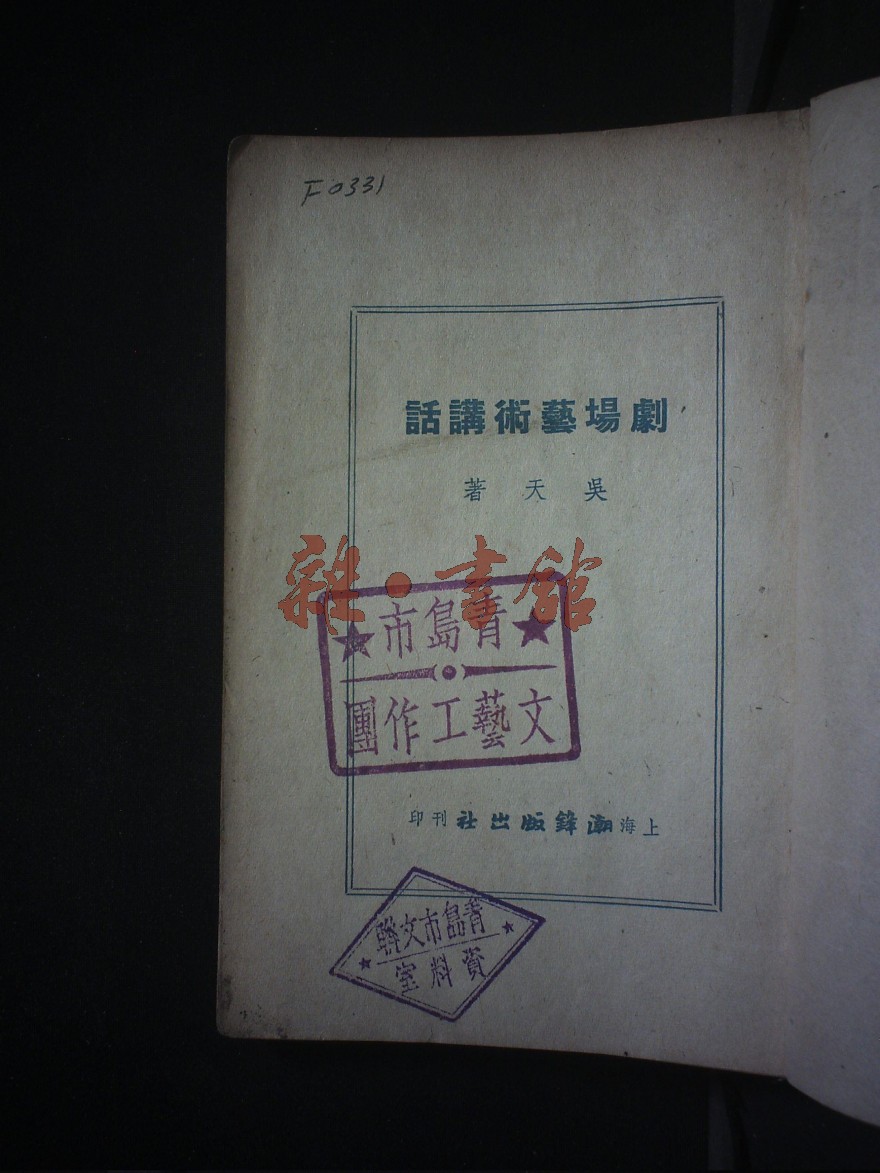 F0331
劇場藝術講話
吳天著
雜·書館
青島市
文藝工作團
上海潮鋒出版社刊印
青島市文聯
資料室